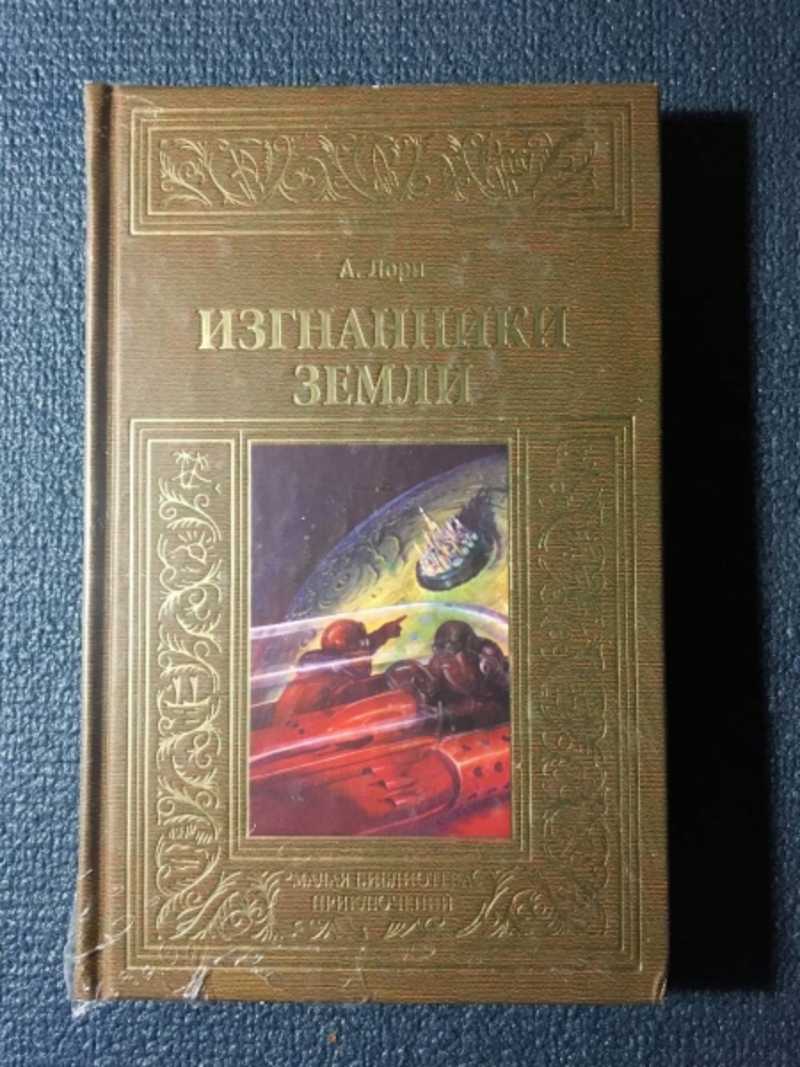 А. Лори
ИЗГНАННИКИ
ЗЕМЛИ
МАЛАЯ БИБЛИОТЕКА
ПРИКЛЮЧЕНИЙ